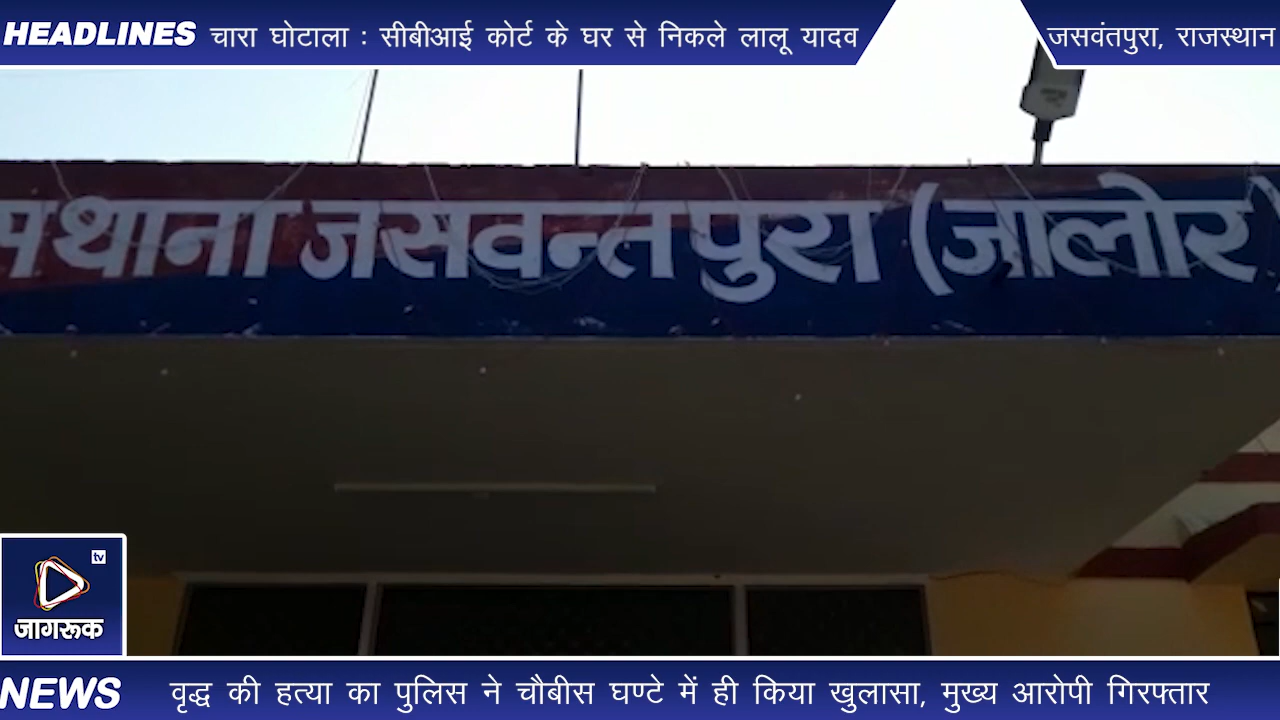 HEADLINES चारा घोटाला : सीबीआई कोर्ट के घर से निकले लालू यादव
जसवंतपुरा, राजस्थान
थाना जसवन्तपुरा (जालोर)
tv
जागरूक
NEWS वृद्ध की हत्या का पुलिस ने चौबीस घण्टे में ही किया खुलासा, मुख्य आरोपी गिरफ्तार